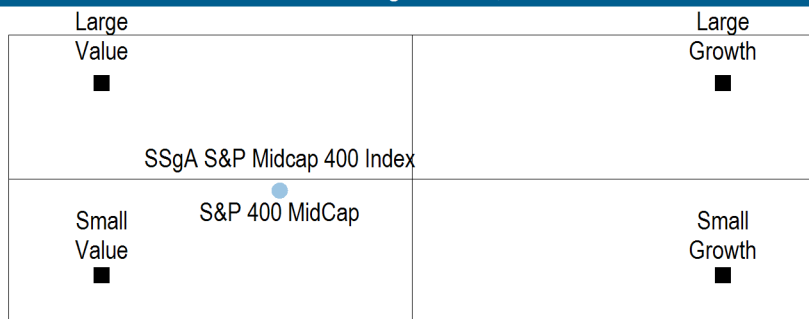 Large
Value
Large
Growth
SSgA S&P Midcap 400 Index
S&P 400 MidCap
Small
Value
Small
Growth